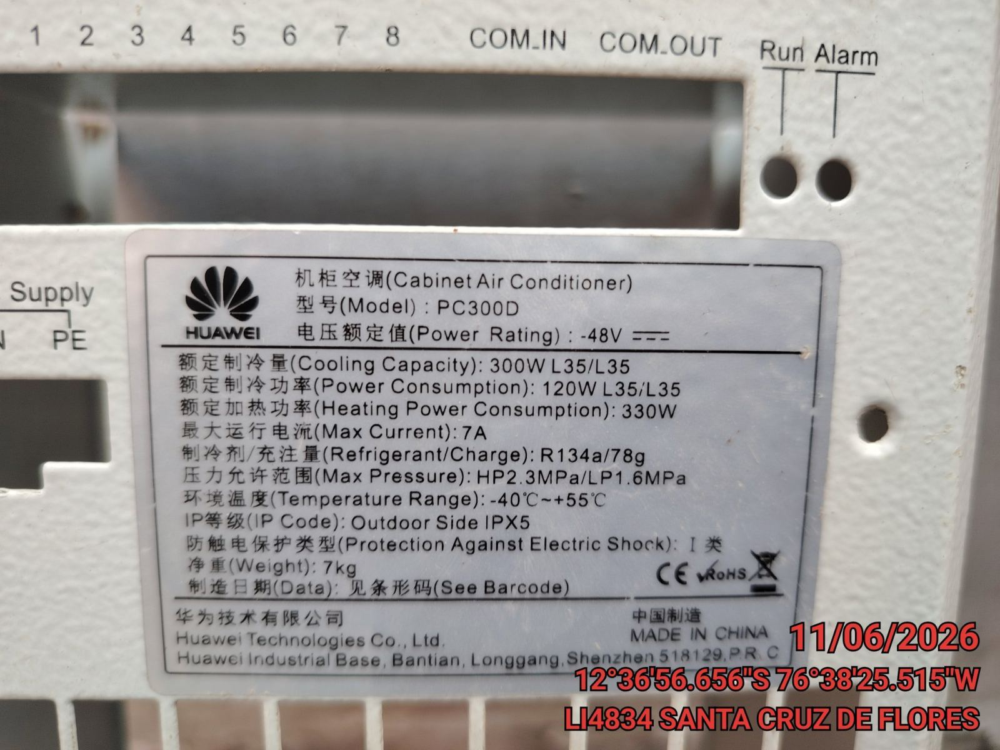 1 2 3 4 5 6 7 8 COM_IN COM_OUT Run Alarm
Supply
N PE
HUAWEI
机柜空调(Cabinet Air Conditioner)
型号(Model) : PC300D
电压额定值(Power Rating) : -48V
额定制冷量(Cooling Capacity): 300W L35/L35
额定制冷功率(Power Consumption): 120W L35/L35
额定加热功率(Heating Power Consumption): 330W
最大运行电流(Max Current): 7A
制冷剂/充注量(Refrigerant/Charge): R134a/78g
压力允许范围(Max Pressure): HP2.3MPa/LP1.6MPa
环境温度(Temperature Range): -40℃~+55℃
IP等级(IP Code): Outdoor Side IPX5
防触电保护类型(Protection Against Electric Shock): I 类
净重(Weight): 7kg
制造日期(Data): 见条形码(See Barcode)
CE RoHS
华为技术有限公司
Huawei Technologies Co., Ltd.
Huawei Industrial Base, Bantian, Longgang, Shenzhen 518129, P.R. C
中国制造
MADE IN CHINA
11/06/2026
12°36'56.656"S 76°38'25.515"W
LI4834 SANTA CRUZ DE FLORES